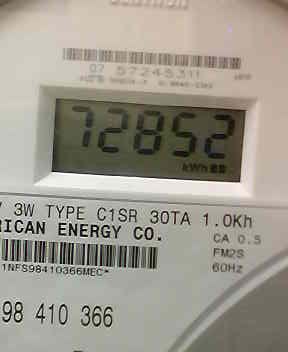 07 57245311
72852
kWh
V 3W TYPE C1SR 30TA 1.0Kh
RICAN ENERGY CO.
CA 0.5
FM2S
60Hz
1NFS98410366MEC*
98 410 366